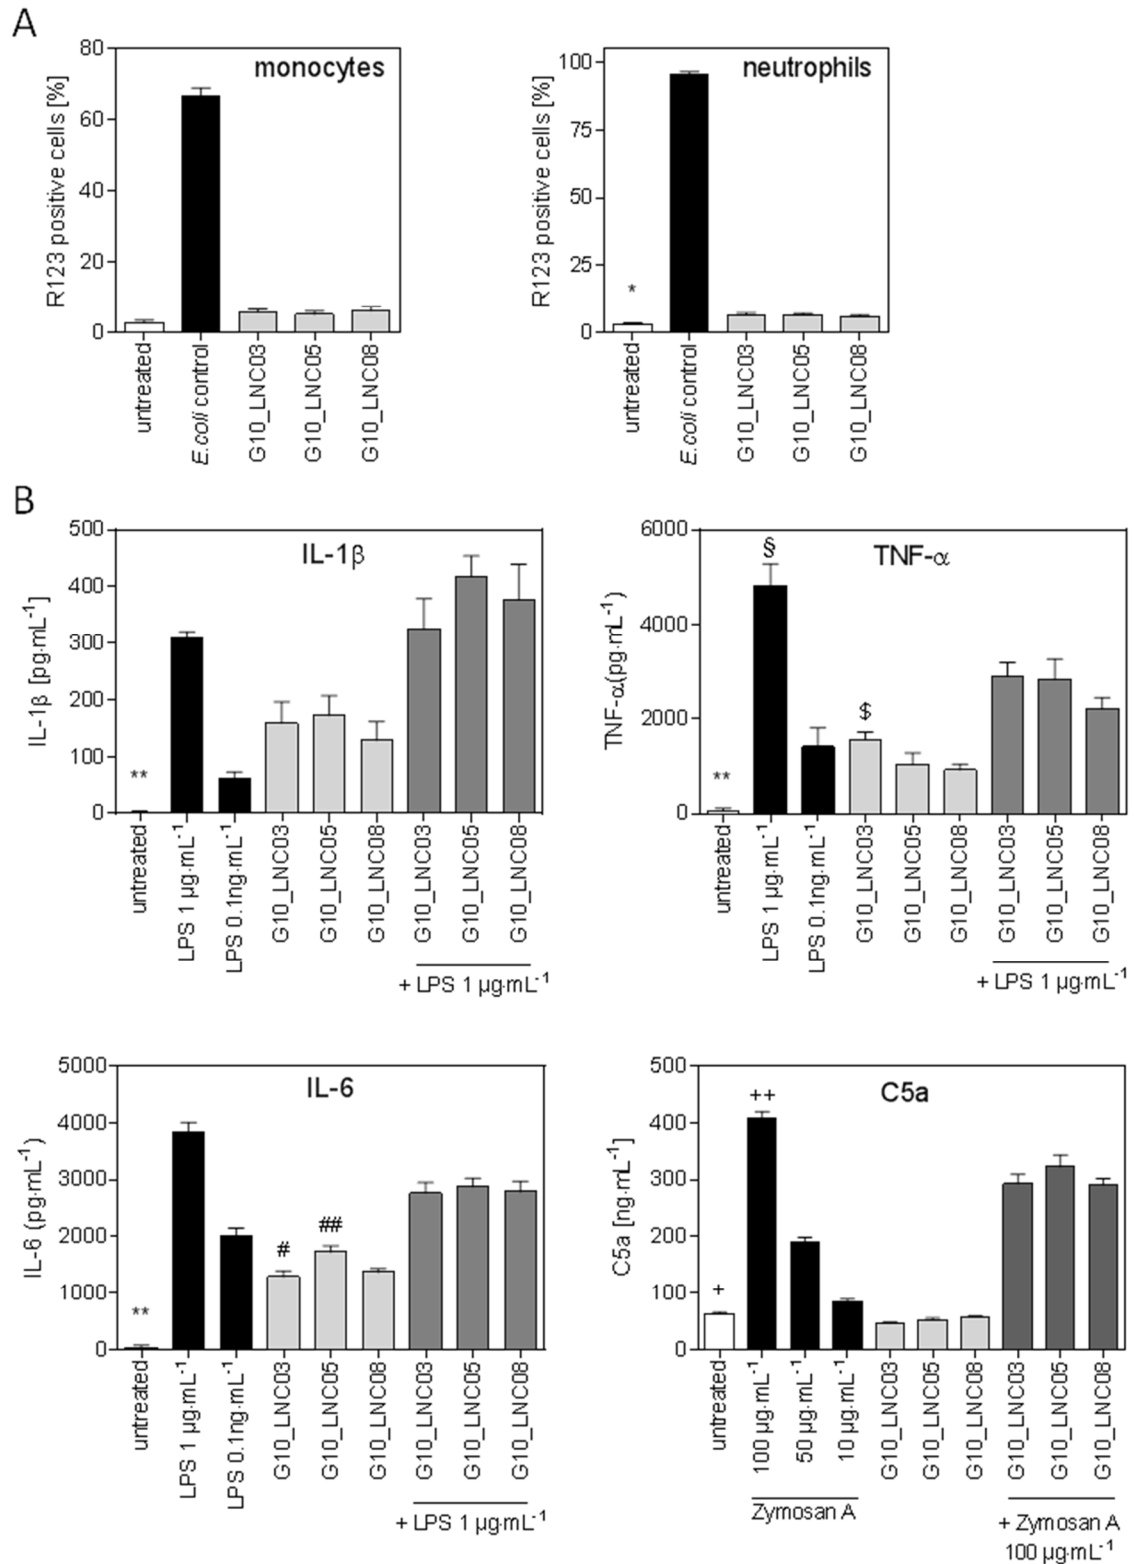 A
monocytes
R123 positive cells [%]
80
60
40
20
0
untreated
E.coli control
G10_LNC03
G10_LNC05
G10_LNC08
neutrophils
R123 positive cells [%]
100
75
50
25
0
*
untreated
E.coli control
G10_LNC03
G10_LNC05
G10_LNC08
B
IL-1β
IL-1β [pg·mL⁻¹]
500
400
300
200
100
0
**
untreated
LPS 1 µg·mL⁻¹
LPS 0.1ng·mL⁻¹
G10_LNC03
G10_LNC05
G10_LNC08
G10_LNC03
G10_LNC05
G10_LNC08
+ LPS 1 µg·mL⁻¹
TNF-α
TNF-α(pg·mL⁻¹)
6000
4000
2000
0
**
§
$
untreated
LPS 1 µg·mL⁻¹
LPS 0.1ng·mL⁻¹
G10_LNC03
G10_LNC05
G10_LNC08
G10_LNC03
G10_LNC05
G10_LNC08
+ LPS 1 µg·mL⁻¹
IL-6
IL-6 (pg·mL⁻¹)
5000
4000
3000
2000
1000
0
**
#
##
untreated
LPS 1 µg·mL⁻¹
LPS 0.1ng·mL⁻¹
G10_LNC03
G10_LNC05
G10_LNC08
G10_LNC03
G10_LNC05
G10_LNC08
+ LPS 1 µg·mL⁻¹
C5a
C5a [ng·mL⁻¹]
500
400
300
200
100
0
+
++
untreated
100 µg·mL⁻¹
50 µg·mL⁻¹
10 µg·mL⁻¹
G10_LNC03
G10_LNC05
G10_LNC08
G10_LNC03
G10_LNC05
G10_LNC08
Zymosan A
+ Zymosan A
100 µg·mL⁻¹